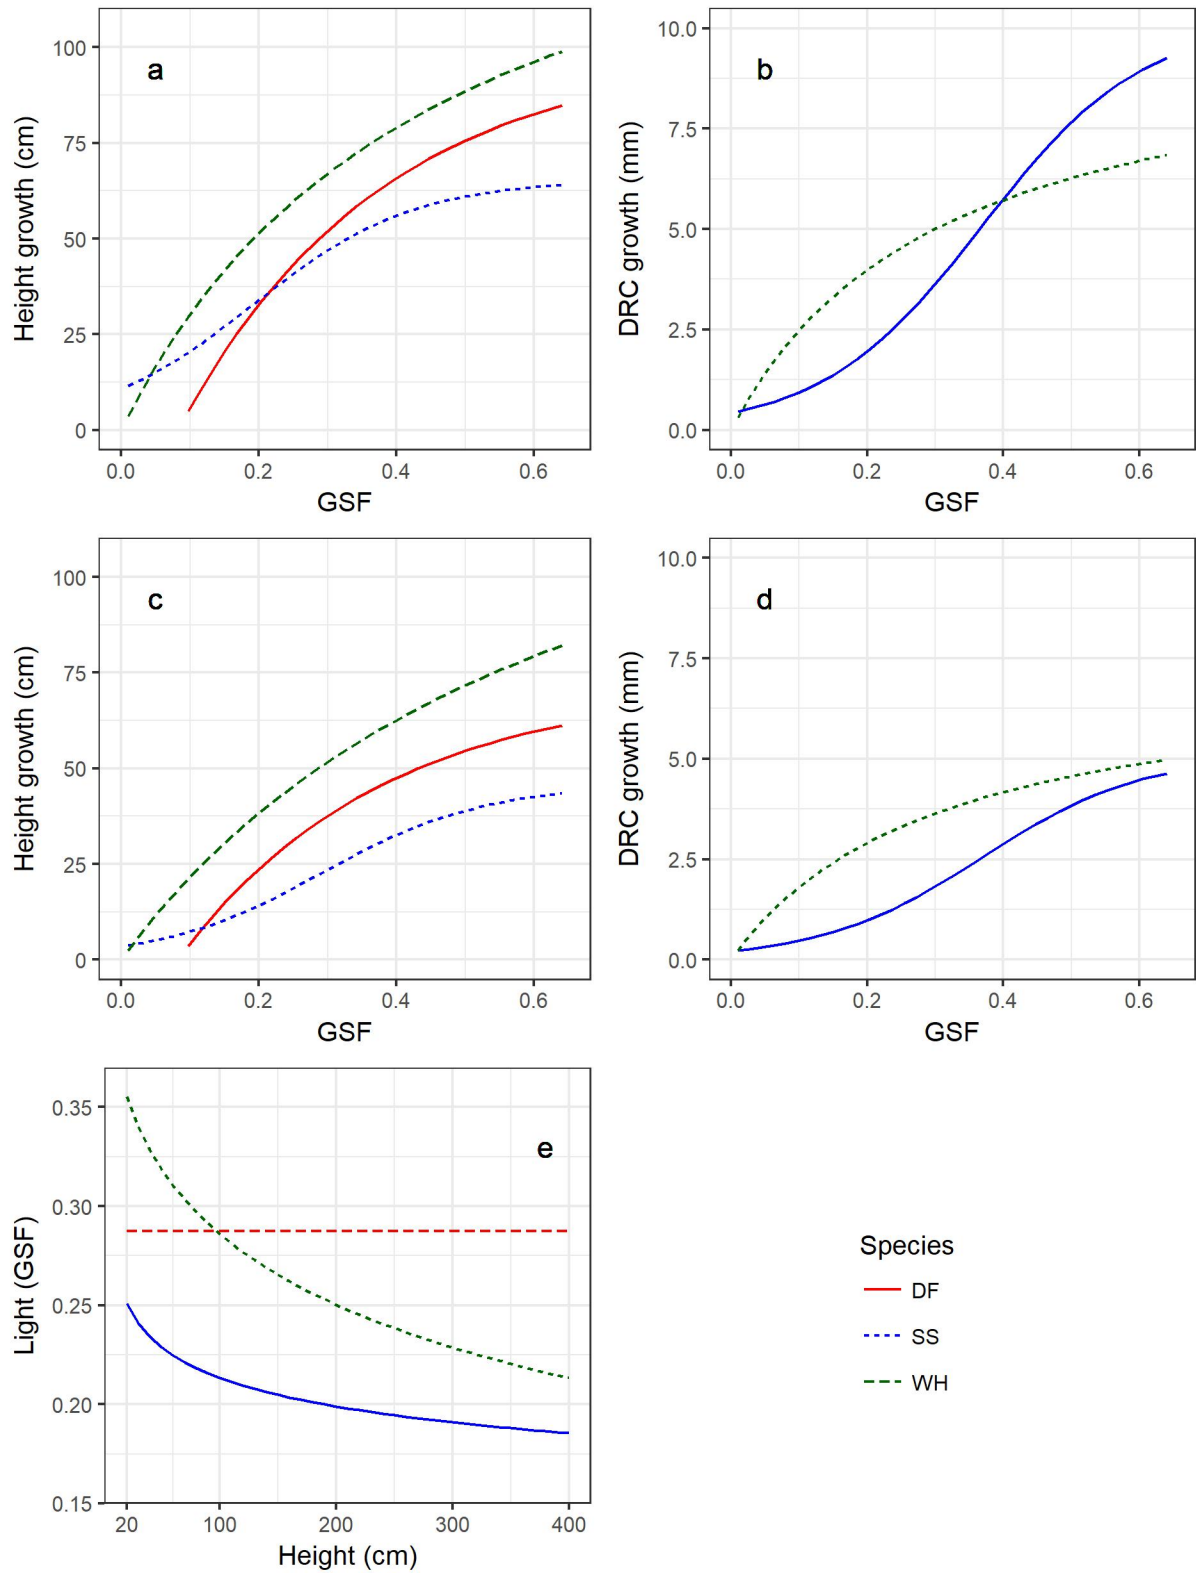 a
Height growth (cm)
100
75
50
25
0
0.0 0.2 0.4 0.6
GSF
b
DRC growth (mm)
10.0
7.5
5.0
2.5
0.0
0.0 0.2 0.4 0.6
GSF
c
Height growth (cm)
100
75
50
25
0
0.0 0.2 0.4 0.6
GSF
d
DRC growth (mm)
10.0
7.5
5.0
2.5
0.0
0.0 0.2 0.4 0.6
GSF
e
Light (GSF)
0.35
0.30
0.25
0.20
0.15
20 100 200 300 400
Height (cm)
Species
DF
SS
WH